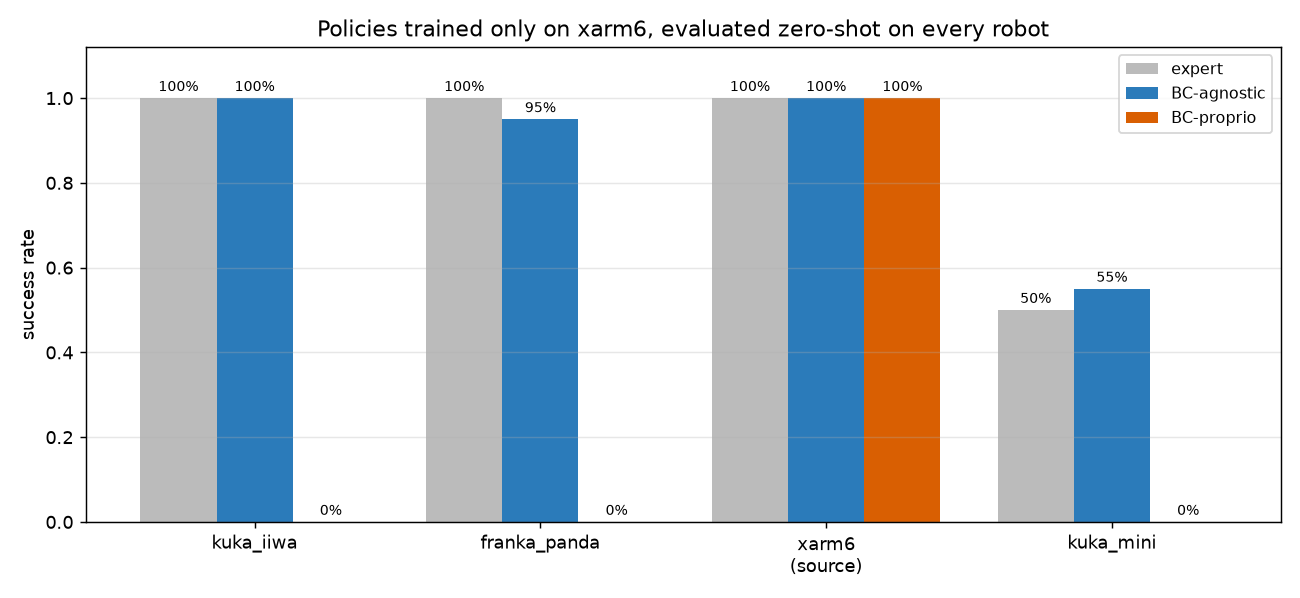 Policies trained only on xarm6, evaluated zero-shot on every robot
expert
BC-agnostic
BC-proprio
success rate
1.0
0.8
0.6
0.4
0.2
0.0
100% 100% 0%
100% 95% 0%
100% 100% 100%
50% 55% 0%
kuka_iiwa
franka_panda
xarm6
(source)
kuka_mini